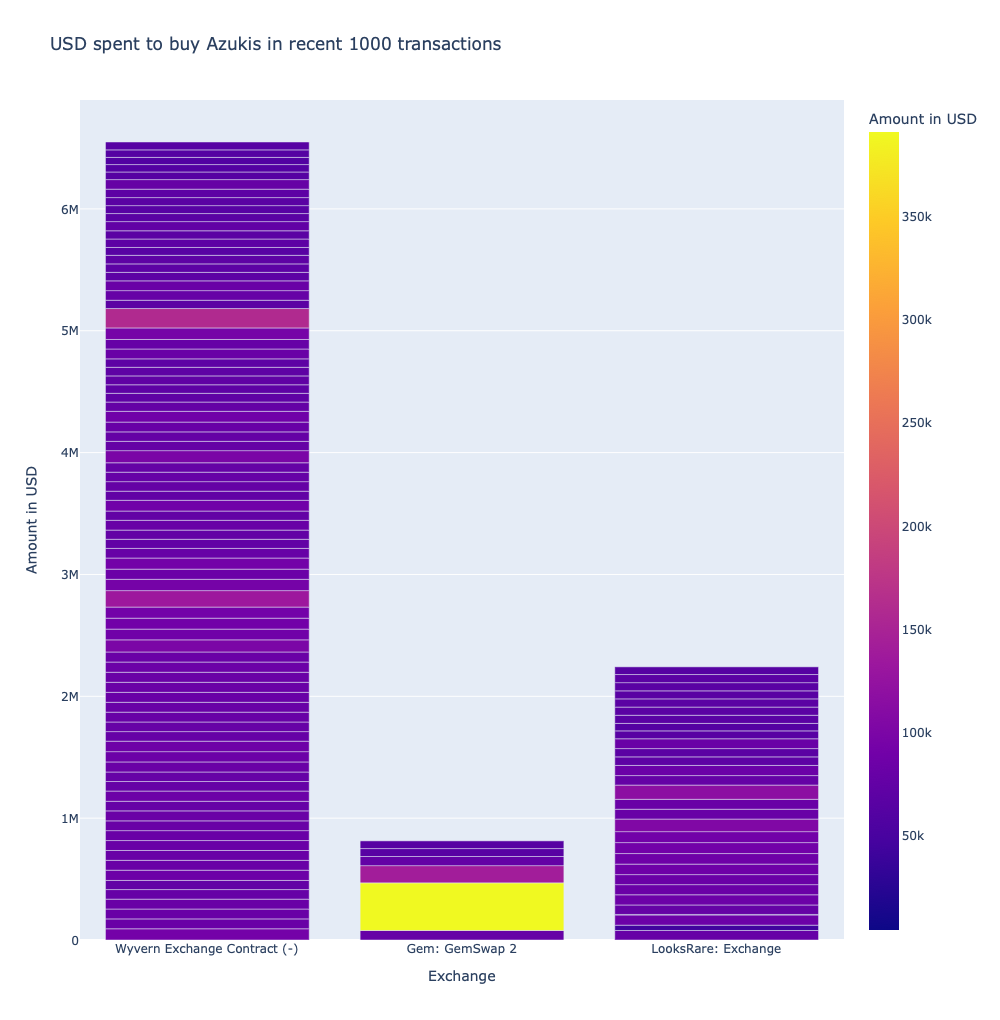 USD spent to buy Azukis in recent 1000 transactions
Amount in USD
6M
5M
4M
3M
2M
1M
0
Amount in USD
Wyvern Exchange Contract (-)
Gem: GemSwap 2
LooksRare: Exchange
Exchange
350k
300k
250k
200k
150k
100k
50k